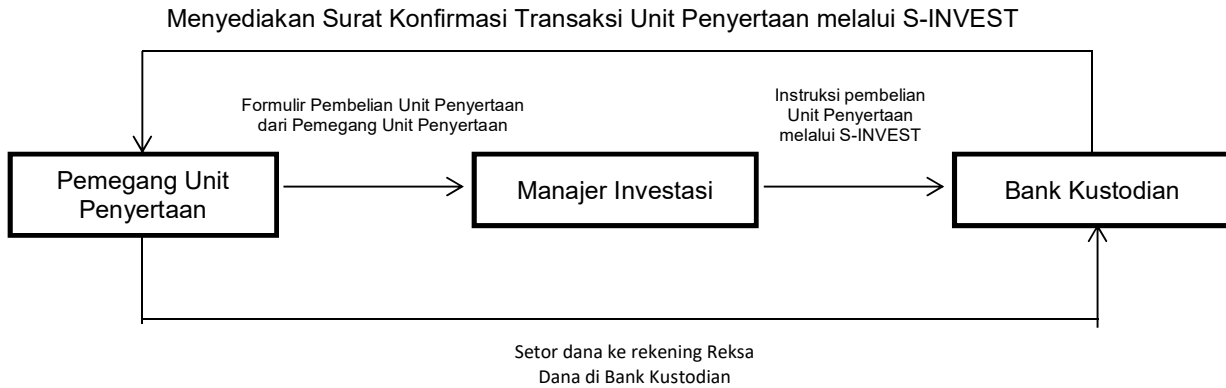 Menyediakan Surat Konfirmasi Transaksi Unit Penyertaan melalui S-INVEST
Formulir Pembelian Unit Penyertaan
dari Pemegang Unit Penyertaan
Instruksi pembelian
Unit Penyertaan
melalui S-INVEST
Pemegang Unit
Penyertaan
Manajer Investasi
Bank Kustodian
Setor dana ke rekening Reksa
Dana di Bank Kustodian